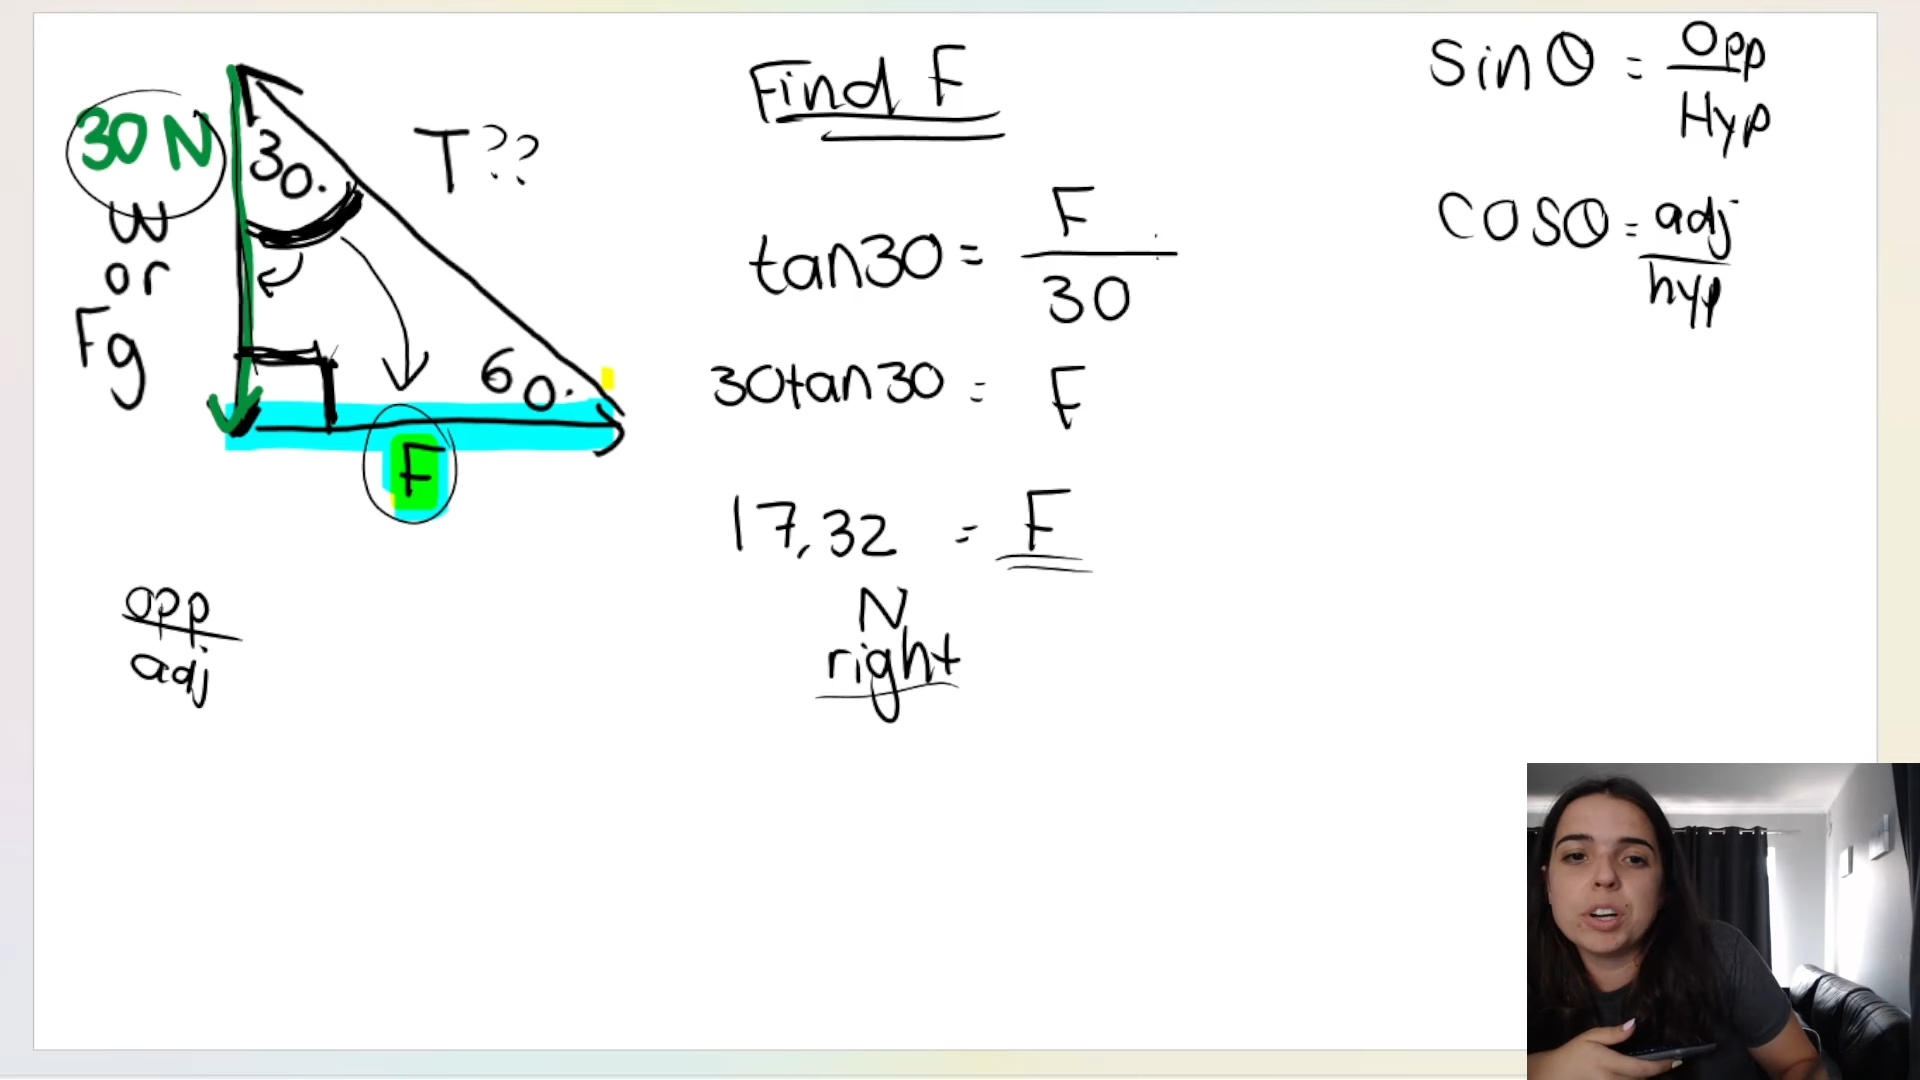 30 N
W
or
Fg
30.
T??
60.
F
opp
adj
Find F
tan30 = F
30
30tan30 = F
17,32 = F
N
right
sin θ = Opp
Hyp
cosθ = adj
hyp